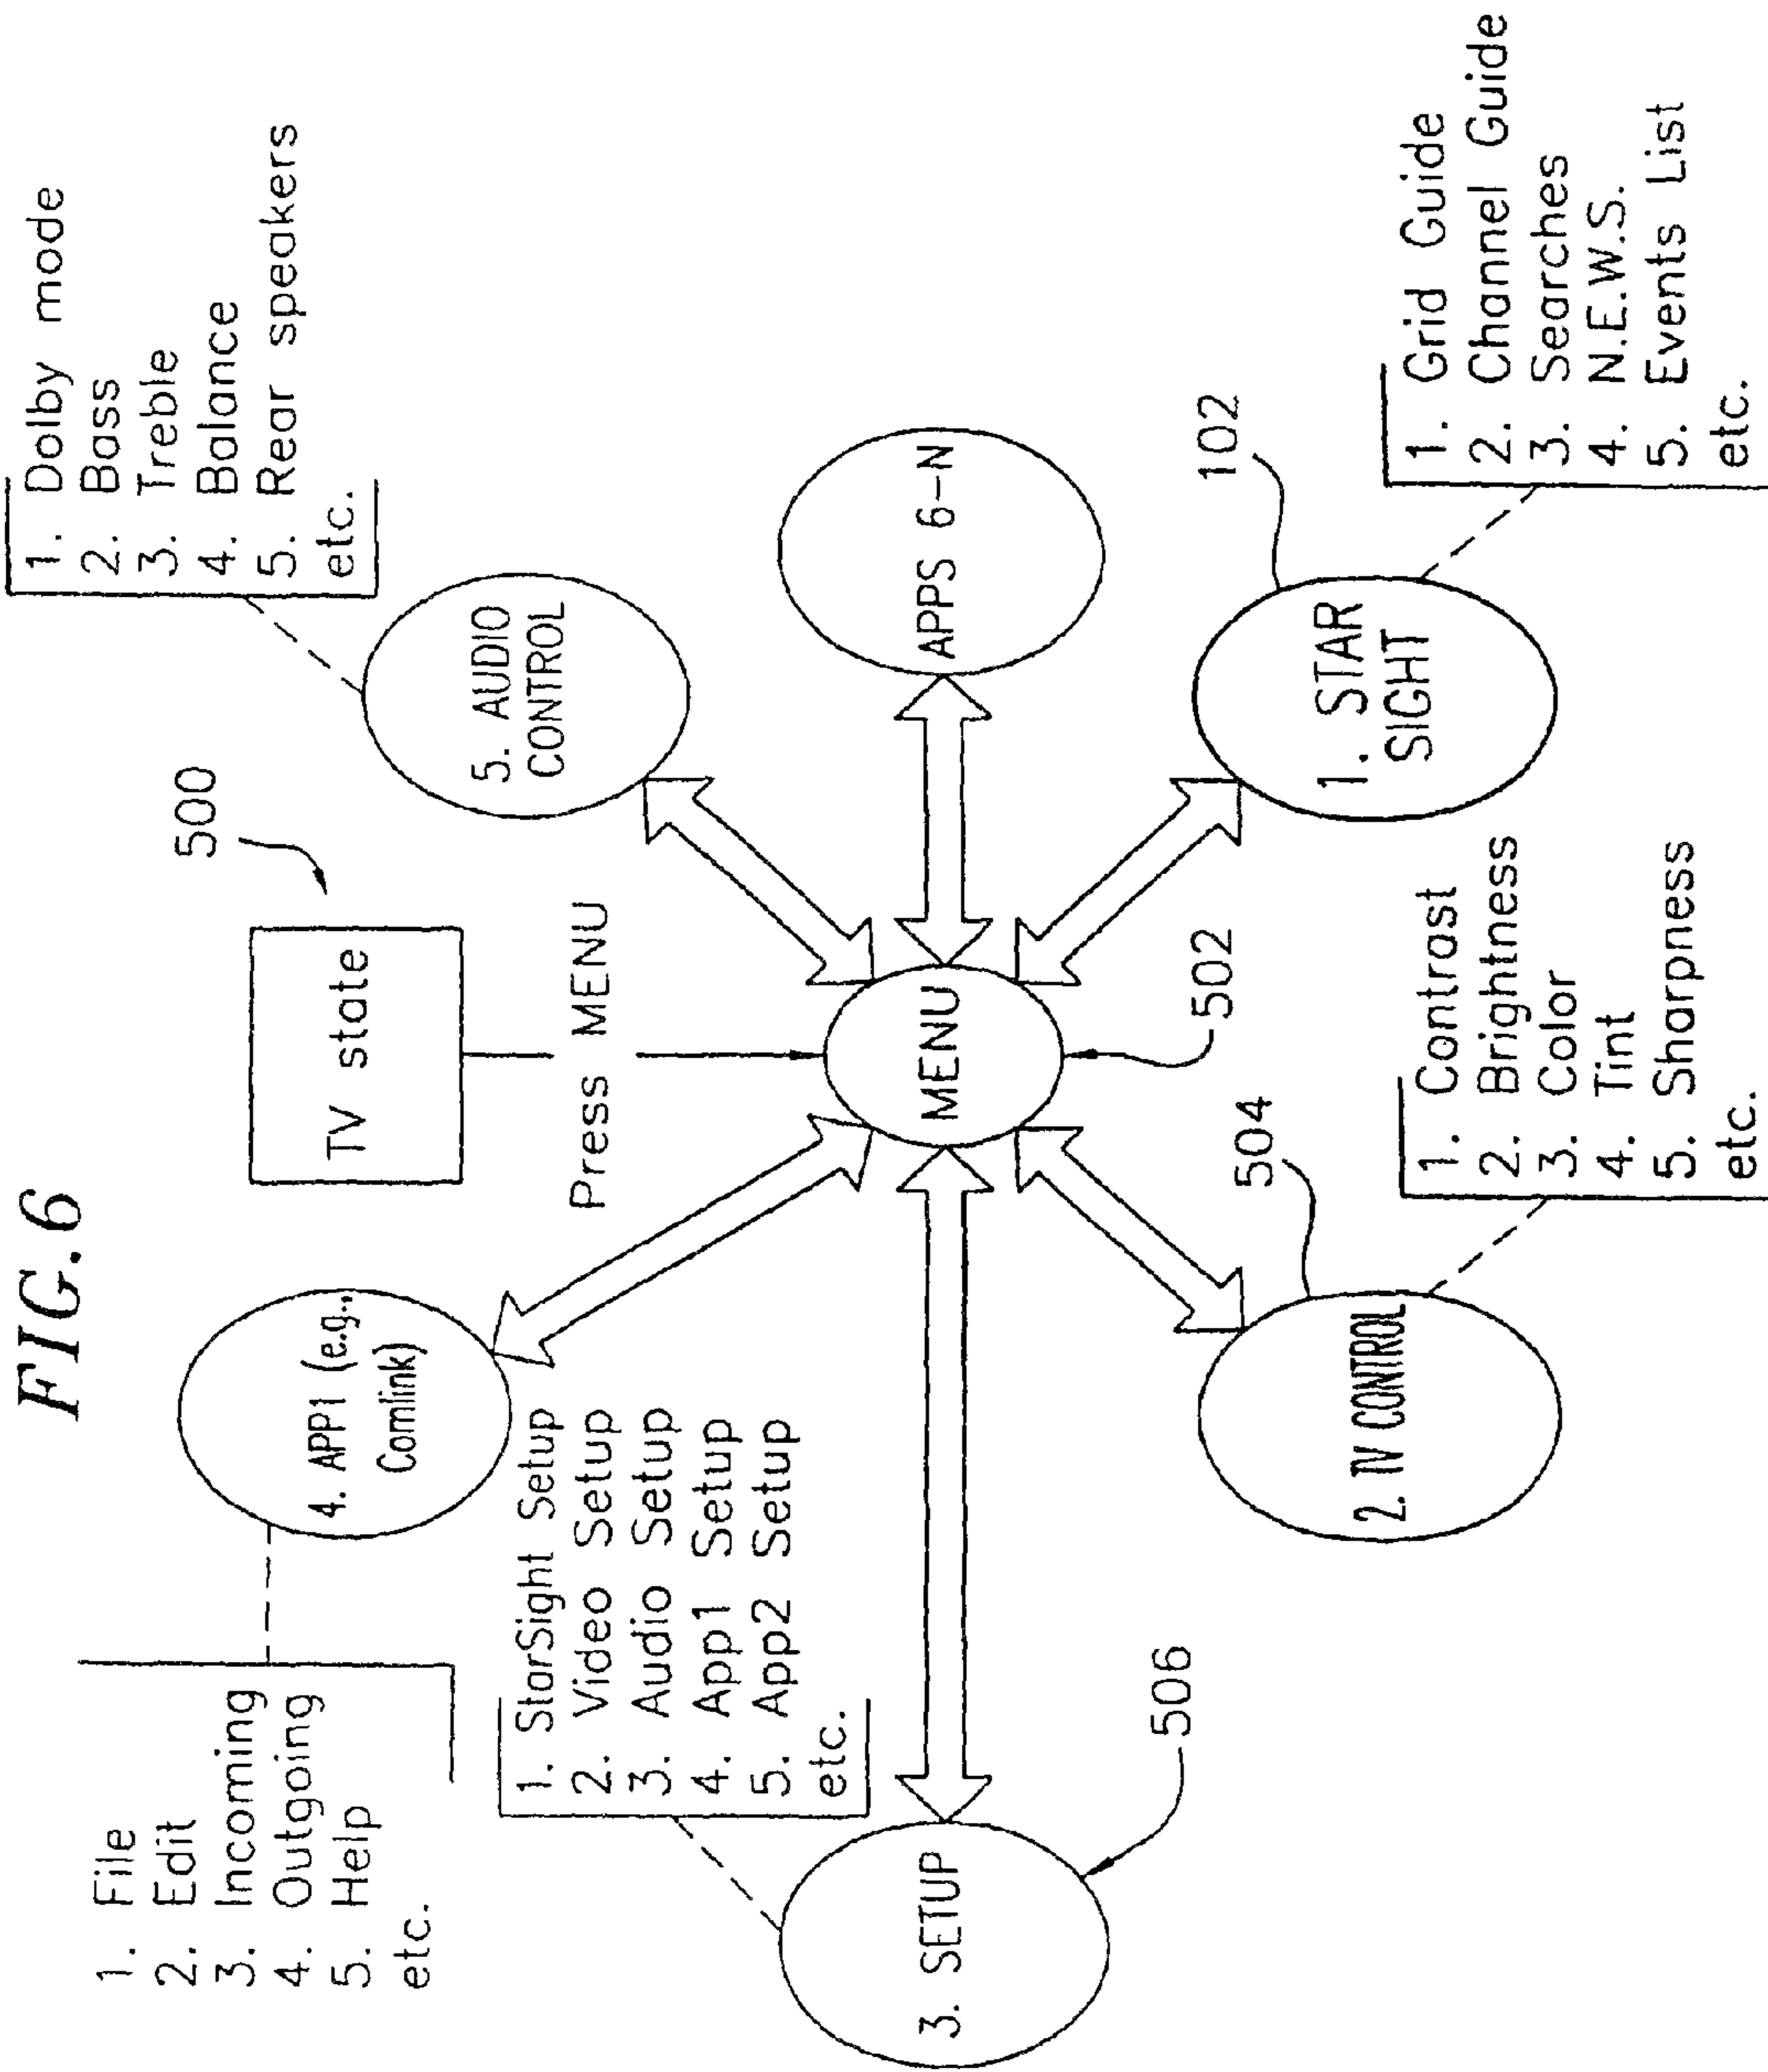 FIG.6
1. File
2. Edit
3. Incoming
4. Outgoing
5. Help
etc.
4. APP1 (e.g.,
Comlink)
TV state
500
Press MENU
1. Dolby mode
2. Bass
3. Treble
4. Balance
5. Rear speakers
etc.
5. AUDIO
CONTROL
1. StarSight Setup
2. Video Setup
3. Audio Setup
4. App1 Setup
5. App2 Setup
etc.
3. SETUP
506
MENU
502
APPS 6-N
2. TV CONTROL
504
1. Contrast
2. Brightness
3. Color
4. Tint
5. Sharpness
etc.
1. STAR
SIGHT
102
1. Grid Guide
2. Channel Guide
3. Searches
4. N.E.W.S.
5. Events List
etc.